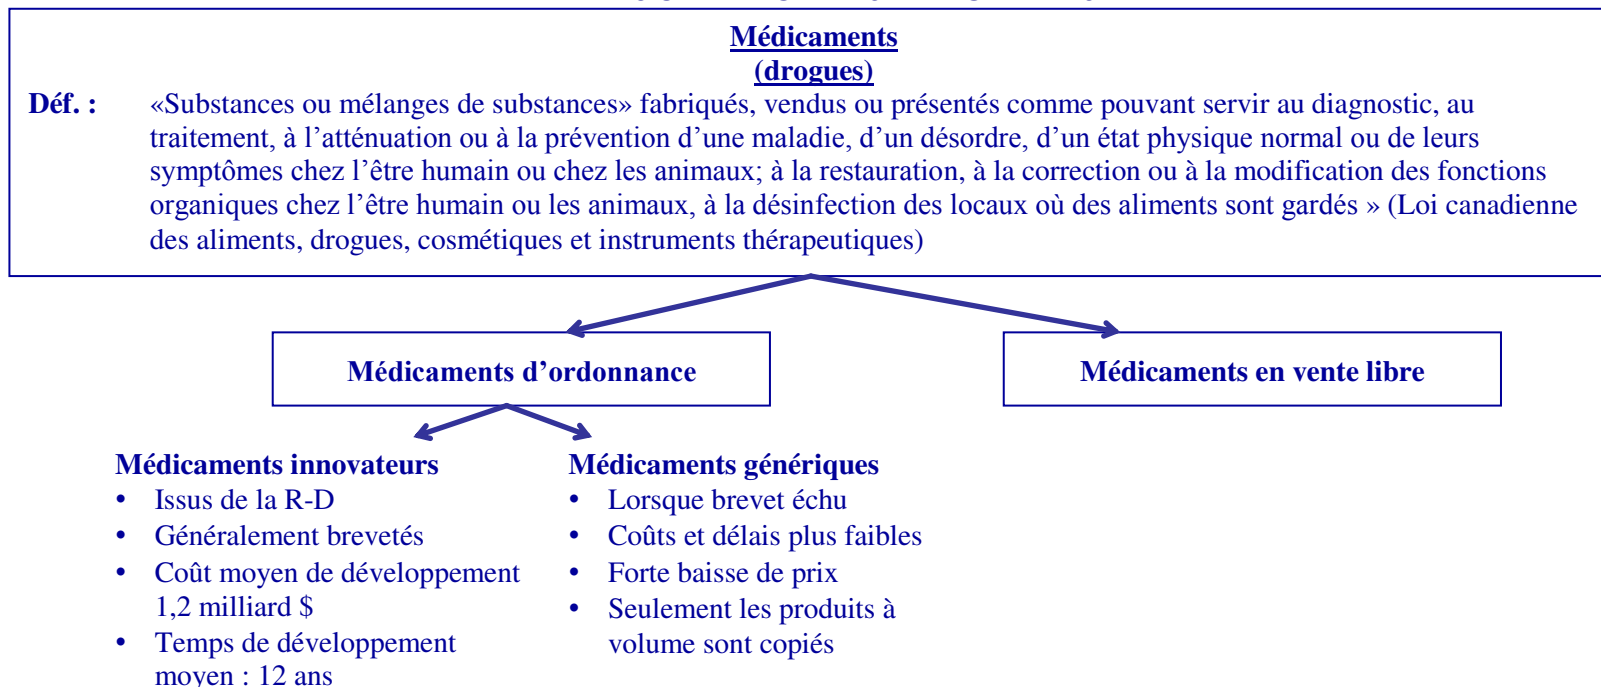 Médicaments
(drogues)
Déf. : «Substances ou mélanges de substances» fabriqués, vendus ou présentés comme pouvant servir au diagnostic, au
traitement, à l’atténuation ou à la prévention d’une maladie, d’un désordre, d’un état physique normal ou de leurs
symptômes chez l’être humain ou chez les animaux; à la restauration, à la correction ou à la modification des fonctions
organiques chez l’être humain ou les animaux, à la désinfection des locaux où des aliments sont gardés » (Loi canadienne
des aliments, drogues, cosmétiques et instruments thérapeutiques)
Médicaments d’ordonnance
Médicaments en vente libre
Médicaments innovateurs
• Issus de la R-D
• Généralement brevetés
• Coût moyen de développement
1,2 milliard $
• Temps de développement
moyen : 12 ans
Médicaments génériques
• Lorsque brevet échu
• Coûts et délais plus faibles
• Forte baisse de prix
• Seulement les produits à
volume sont copiés